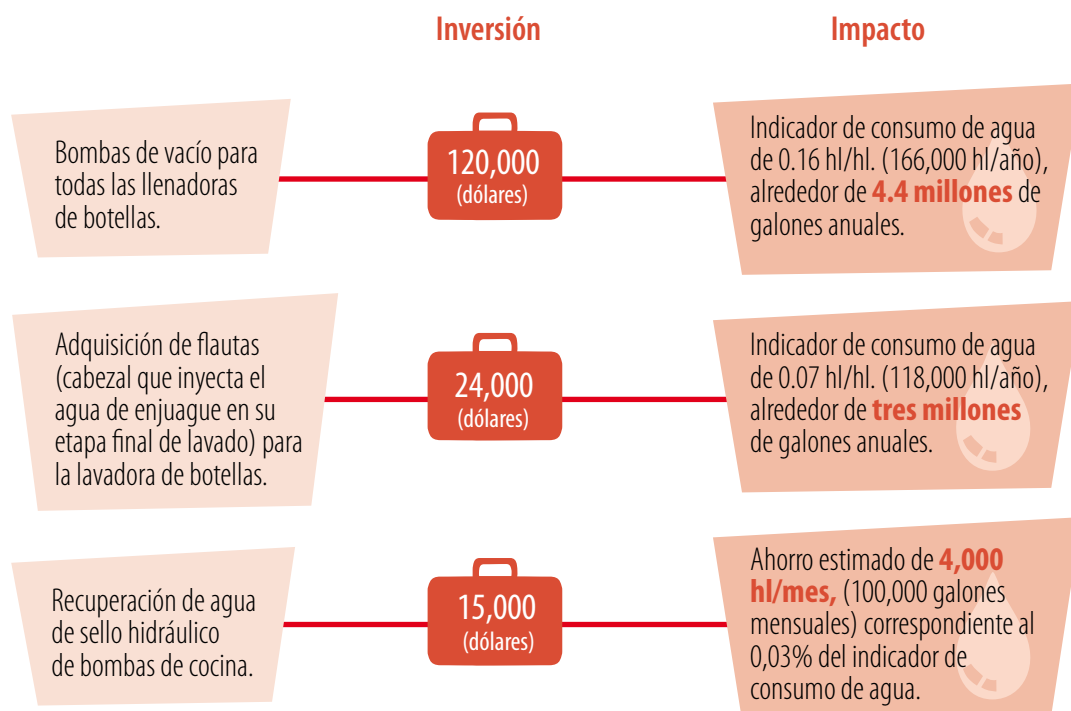 Inversión
Impacto
Bombas de vacío para
todas las llenadoras
de botellas.
120,000
(dólares)
Indicador de consumo de agua
de 0.16 hl/hl. (166,000 hl/año),
alrededor de 4.4 millones de
galones anuales.
Adquisición de flautas
(cabezal que inyecta el
agua de enjuague en su
etapa final de lavado) para
la lavadora de botellas.
24,000
(dólares)
Indicador de consumo de agua
de 0.07 hl/hl. (118,000 hl/año),
alrededor de tres millones
de galones anuales.
Recuperación de agua
de sello hidráulico
de bombas de cocina.
15,000
(dólares)
Ahorro estimado de 4,000
hl/mes, (100,000 galones
mensuales) correspondiente al
0,03% del indicador de
consumo de agua.